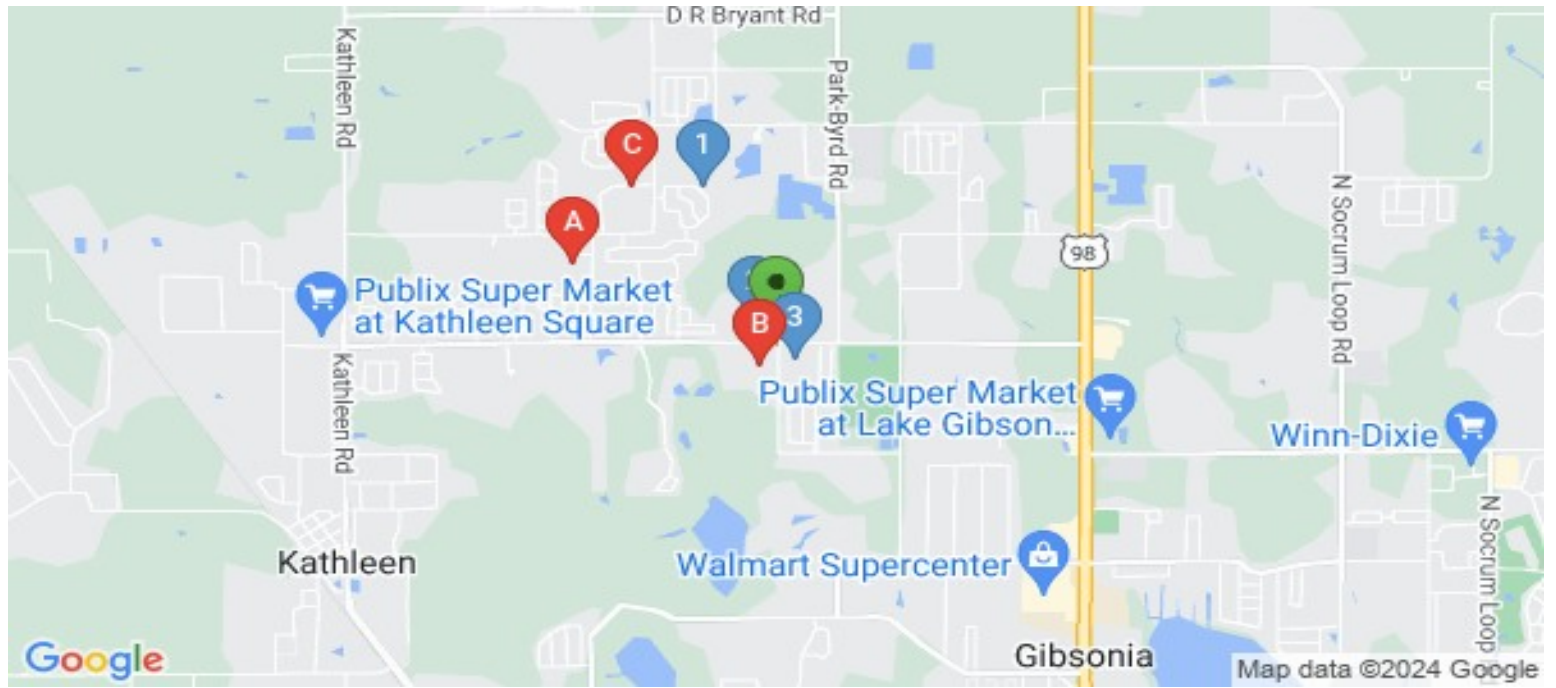 D R Bryant Rd
Kathleen Rd
Park-Byrd Rd
C
1
A
98
N Socrum Loop Rd
Publix Super Market
at Kathleen Square
B
3
Kathleen Rd
Publix Super Market
at Lake Gibson...
Winn-Dixie
N Socrum Loop
Kathleen
Walmart Supercenter
Gibsonia
Google
Map data ©2024 Google